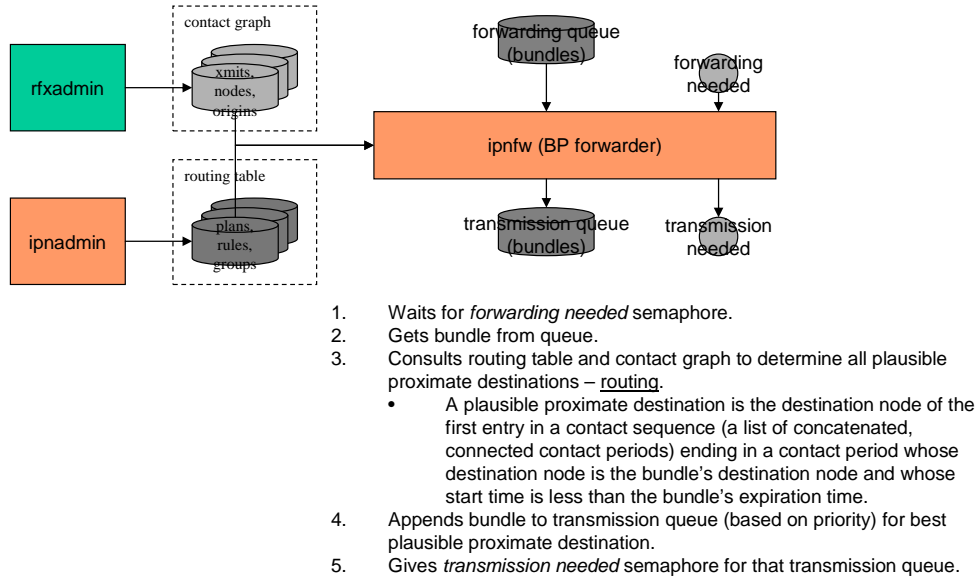 contact graph
xmits,
nodes,
origins
rfxadmin
forwarding queue
(bundles)
forwarding
needed
ipnfw (BP forwarder)
routing table
plans,
rules,
groups
ipnadmin
transmission queue
(bundles)
transmission
needed
1. Waits for forwarding needed semaphore.
2. Gets bundle from queue.
3. Consults routing table and contact graph to determine all plausible
proximate destinations – routing.
• A plausible proximate destination is the destination node of the
first entry in a contact sequence (a list of concatenated,
connected contact periods) ending in a contact period whose
destination node is the bundle's destination node and whose
start time is less than the bundle's expiration time.
4. Appends bundle to transmission queue (based on priority) for best
plausible proximate destination.
5. Gives transmission needed semaphore for that transmission queue.